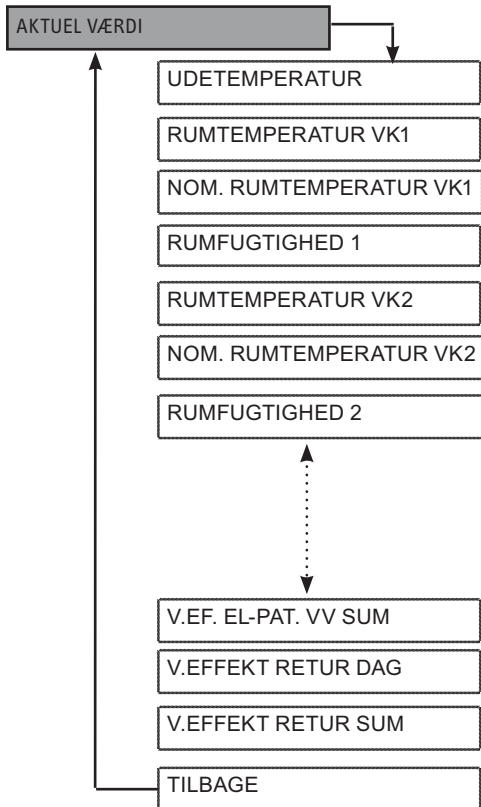 AKTUEL VÆRDI
UDETEMPERATUR
RUMTEMPERATUR VK1
NOM. RUMTEMPERATUR VK1
RUMFUGTIGHED 1
RUMTEMPERATUR VK2
NOM. RUMTEMPERATUR VK2
RUMFUGTIGHED 2
V.EF. EL-PAT. VV SUM
V.EFFEKT RETUR DAG
V.EFFEKT RETUR SUM
TILBAGE